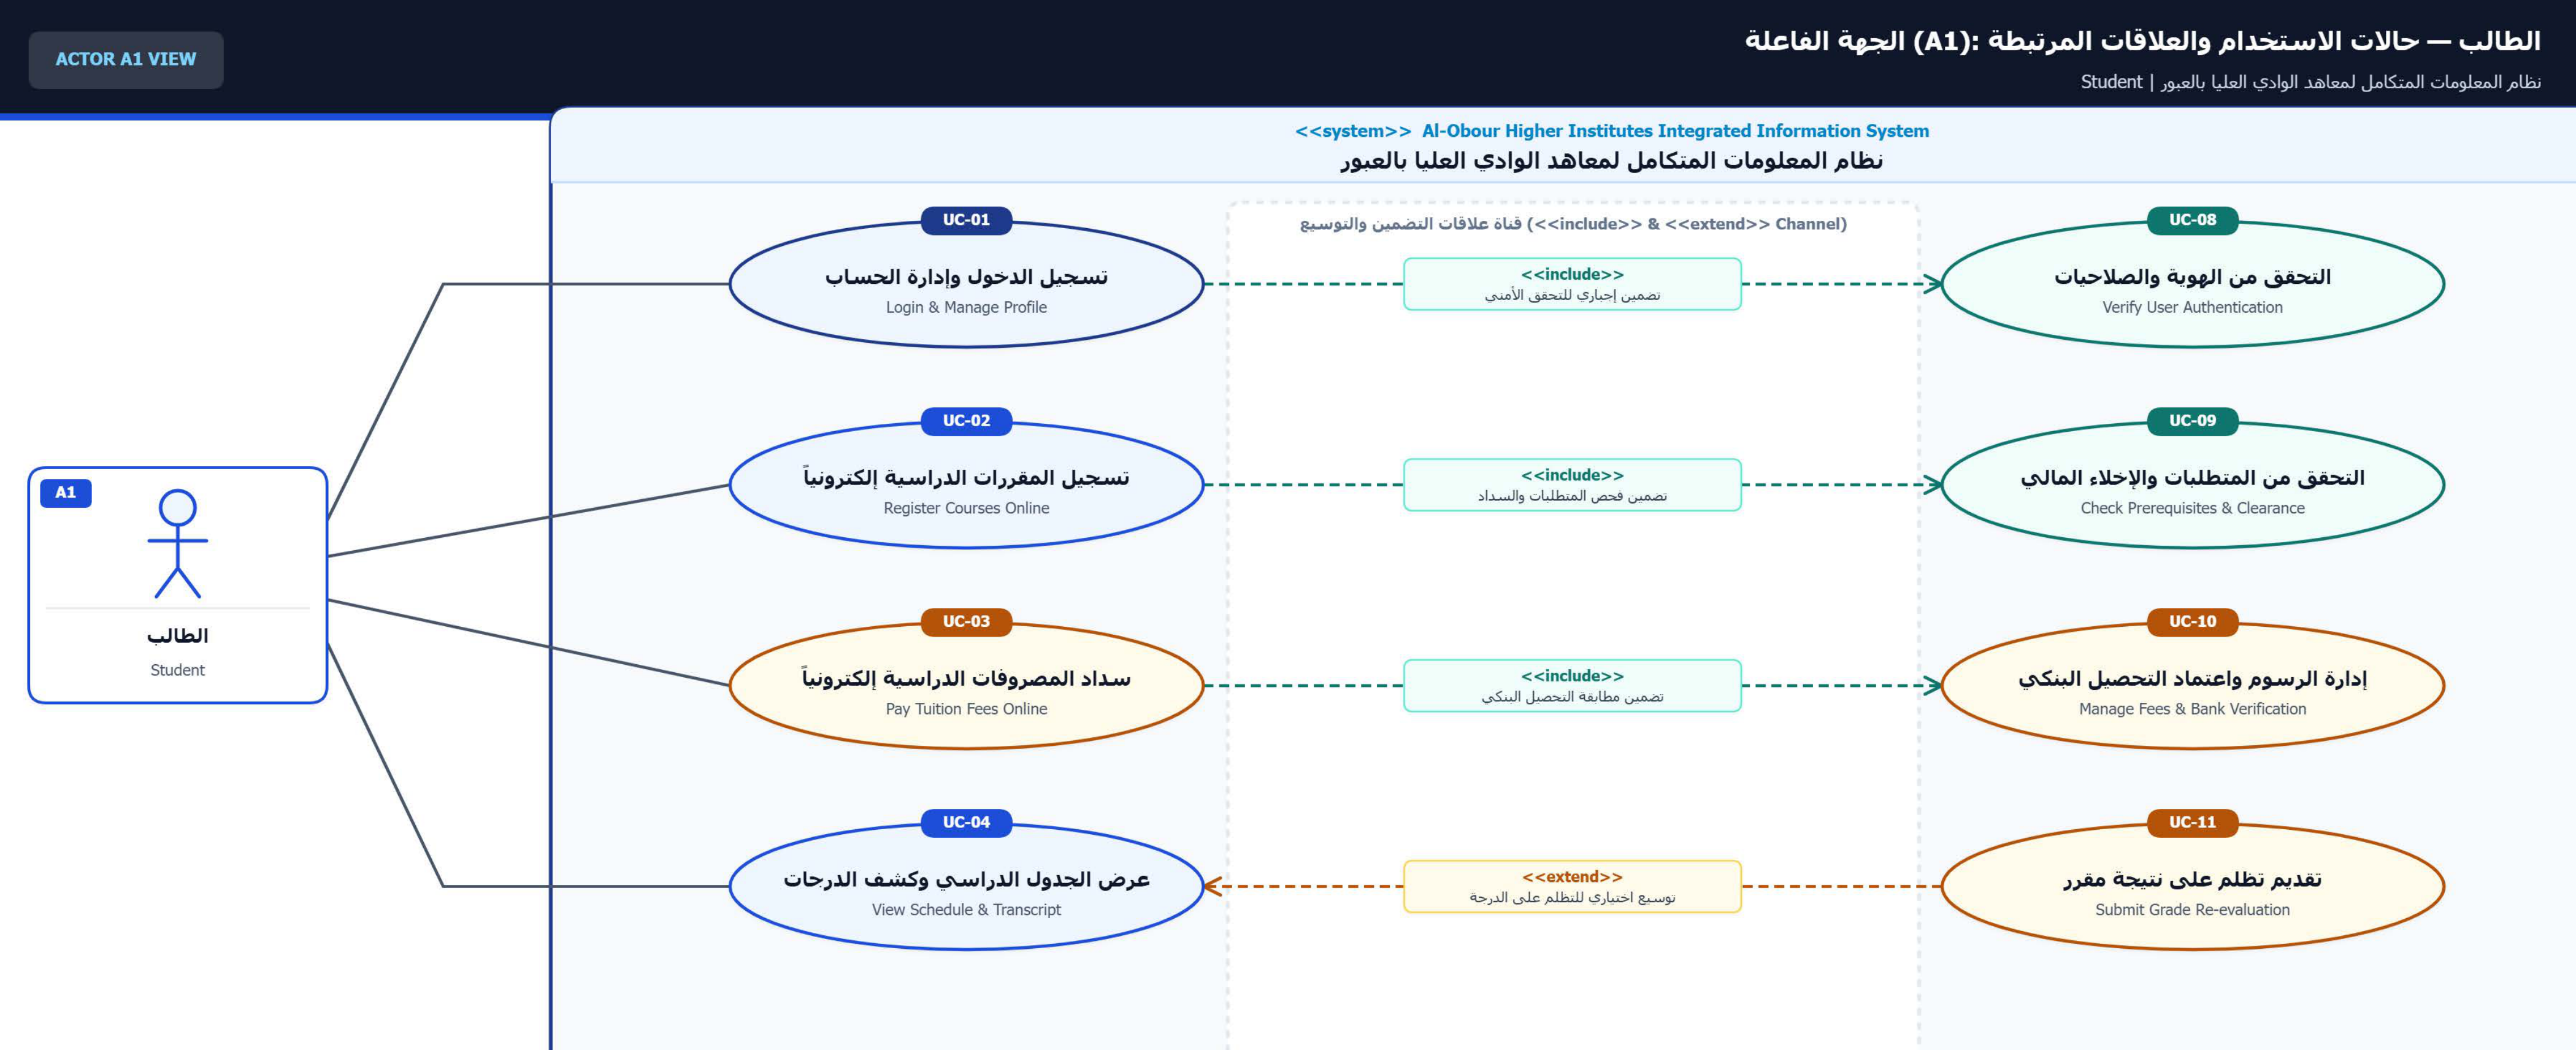 الجهة الفاعلة (A1): الطالب — حالات الاستخدام والعلاقات المرتبطة
نظام المعلومات المتكامل لمعاهد الوادي العليا بالعبور | Student
ACTOR A1 VIEW
<<system>> Al-Obour Higher Institutes Integrated Information System
نظام المعلومات المتكامل لمعاهد الوادي العليا بالعبور
قناة علاقات التضمين والتوسيع (<<include>> & <<extend>> Channel)
A1
الطالب
Student
UC-01
تسجيل الدخول وإدارة الحساب
Login & Manage Profile
<<include>>
تضمين إجباري للتحقق الأمني
UC-08
التحقق من الهوية والصلاحيات
Verify User Authentication
UC-02
تسجيل المقررات الدراسية إلكترونياً
Register Courses Online
<<include>>
تضمين فحص المتطلبات والسداد
UC-09
التحقق من المتطلبات والإخلاء المالي
Check Prerequisites & Clearance
UC-03
سداد المصروفات الدراسية إلكترونياً
Pay Tuition Fees Online
<<include>>
تضمين مطابقة التحصيل البنكي
UC-10
إدارة الرسوم واعتماد التحصيل البنكي
Manage Fees & Bank Verification
UC-04
عرض الجدول الدراسي وكشف الدرجات
View Schedule & Transcript
<<extend>>
توسيع اختياري للتظلم على الدرجة
UC-11
تقديم تظلم على نتيجة مقرر
Submit Grade Re-evaluation